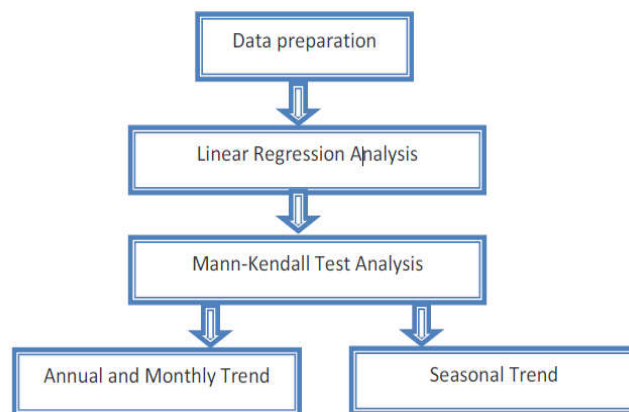 Data preparation
Linear Regression Analysis
Mann-Kendall Test Analysis
Annual and Monthly Trend
Seasonal Trend